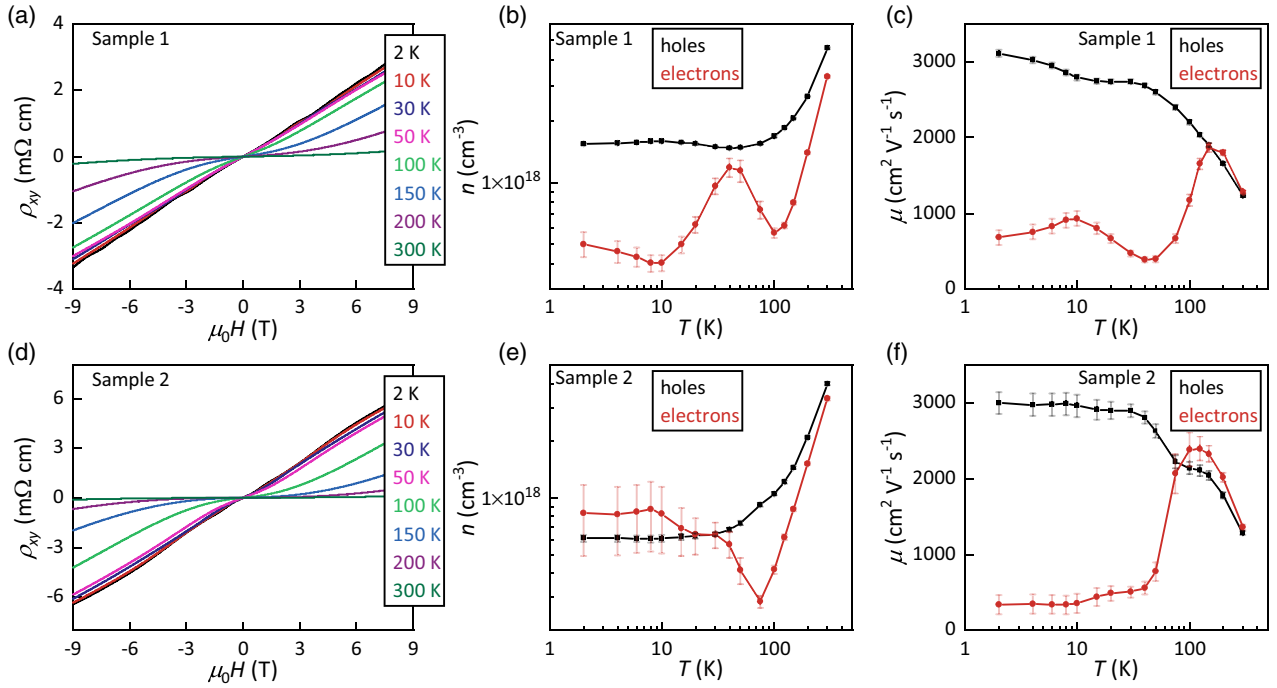 (a)
Sample 1
4
2
0
-2
-4
ρxy (mΩ cm)
-9 -6 -3 0 3 6 9
μ0H (T)
2 K
10 K
30 K
50 K
100 K
150 K
200 K
300 K
(b)
Sample 1
holes
electrons
n (cm-3)
1×10^18
1 10 100
T (K)
(c)
Sample 1
holes
electrons
μ (cm2 V-1 s-1)
3000
2000
1000
0
1 10 100
T (K)
(d)
Sample 2
6
3
0
-3
-6
ρxy (mΩ cm)
-9 -6 -3 0 3 6 9
μ0H (T)
2 K
10 K
30 K
50 K
100 K
150 K
200 K
300 K
(e)
Sample 2
holes
electrons
n (cm-3)
1×10^18
1 10 100
T (K)
(f)
Sample 2
holes
electrons
μ (cm2 V-1 s-1)
3000
2000
1000
0
1 10 100
T (K)